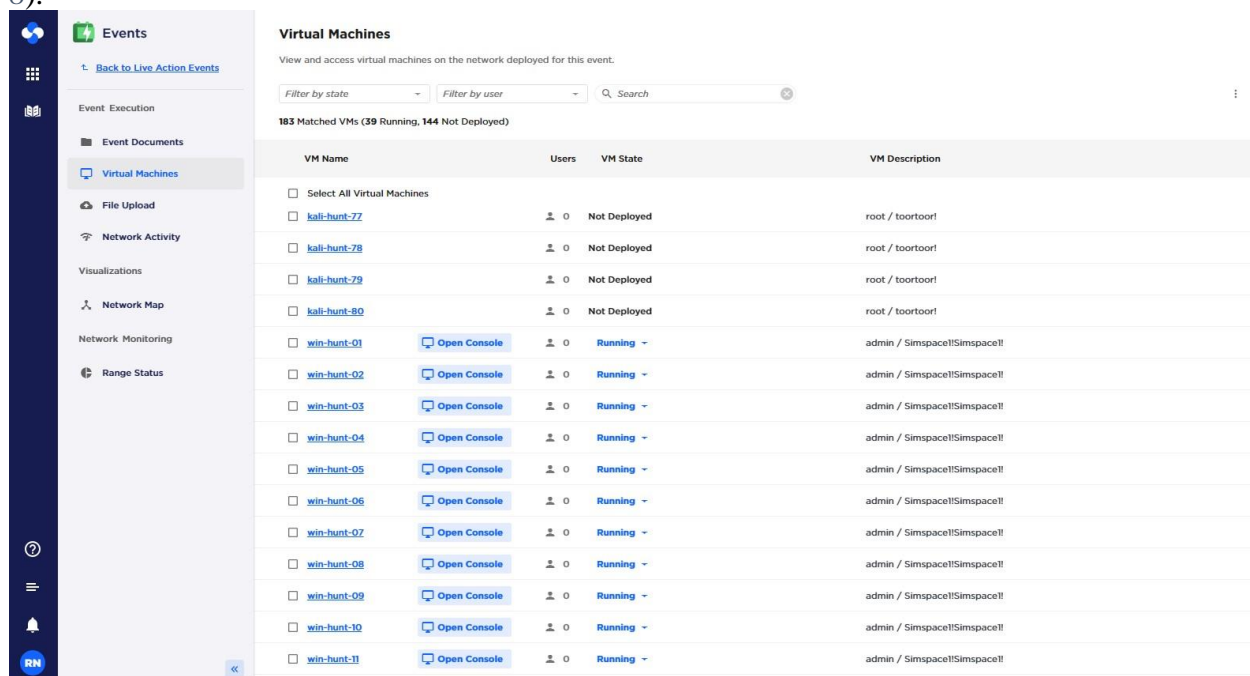 8).
Events
Back to Live Action Events
Event Execution
Event Documents
Virtual Machines
File Upload
Network Activity
Visualizations
Network Map
Network Monitoring
Range Status
RN
Virtual Machines
View and access virtual machines on the network deployed for this event.
Filter by state Filter by user Search
183 Matched VMs (39 Running, 144 Not Deployed)
VM Name Users VM State VM Description
Select All Virtual Machines
kali-hunt-77 0 Not Deployed root / toortoor!
kali-hunt-78 0 Not Deployed root / toortoor!
kali-hunt-79 0 Not Deployed root / toortoor!
kali-hunt-80 0 Not Deployed root / toortoor!
win-hunt-01 Open Console 0 Running admin / Simspace1!Simspace1!
win-hunt-02 Open Console 0 Running admin / Simspace1!Simspace1!
win-hunt-03 Open Console 0 Running admin / Simspace1!Simspace1!
win-hunt-04 Open Console 0 Running admin / Simspace1!Simspace1!
win-hunt-05 Open Console 0 Running admin / Simspace1!Simspace1!
win-hunt-06 Open Console 0 Running admin / Simspace1!Simspace1!
win-hunt-07 Open Console 0 Running admin / Simspace1!Simspace1!
win-hunt-08 Open Console 0 Running admin / Simspace1!Simspace1!
win-hunt-09 Open Console 0 Running admin / Simspace1!Simspace1!
win-hunt-10 Open Console 0 Running admin / Simspace1!Simspace1!
win-hunt-11 Open Console 0 Running admin / Simspace1!Simspace1!